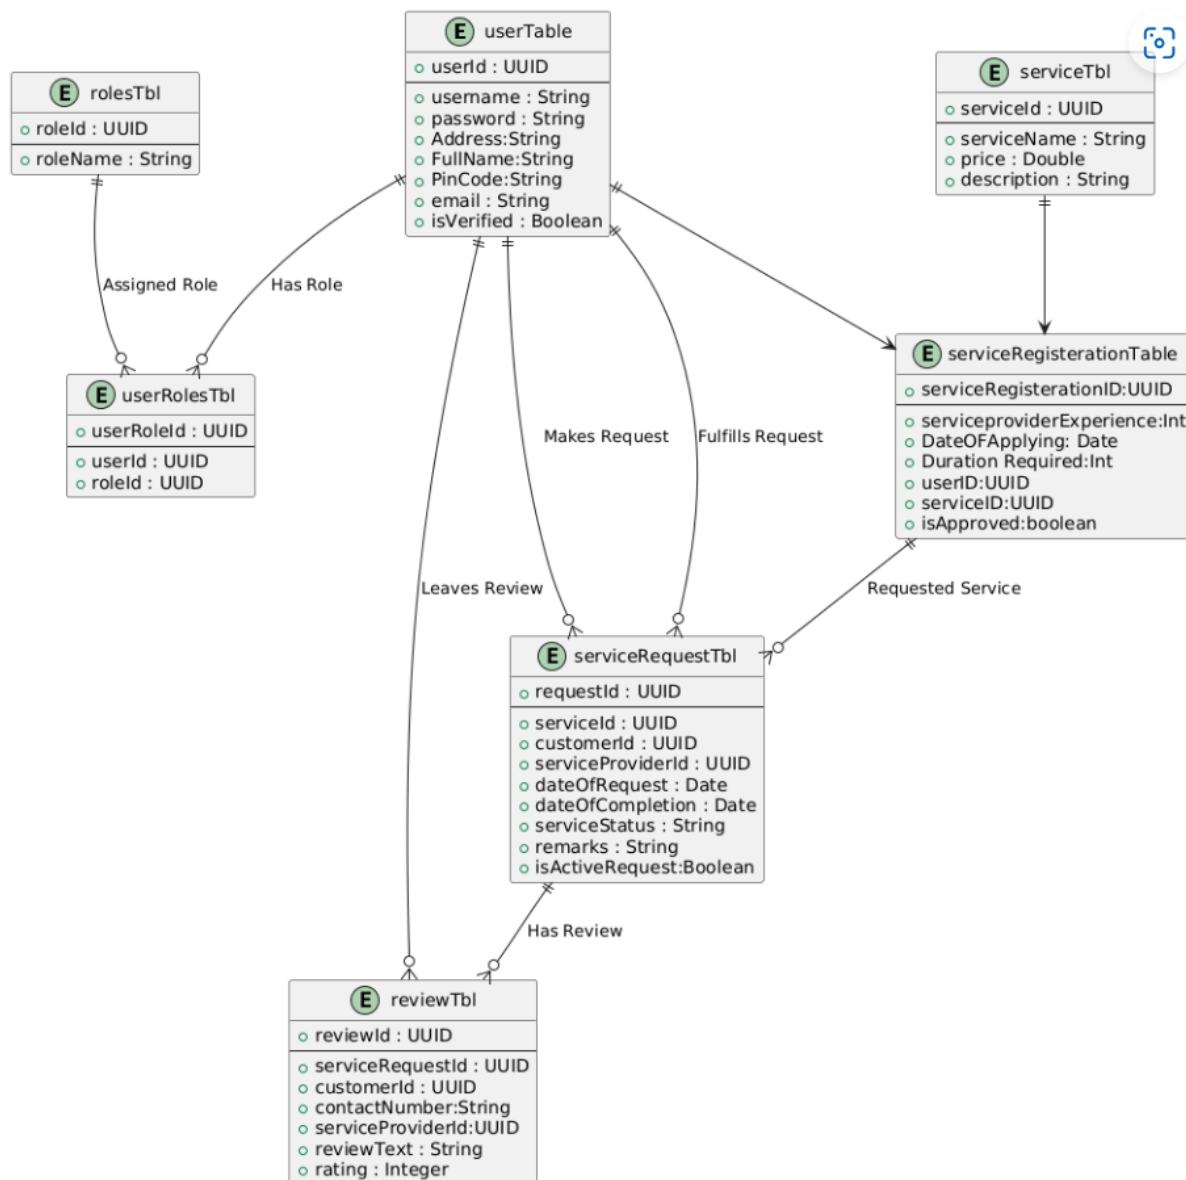 E userTable
userId : UUID
username : String
password : String
Address:String
FullName:String
PinCode:String
email : String
isVerified : Boolean
E rolesTbl
roleId : UUID
roleName : String
E serviceTbl
serviceId : UUID
serviceName : String
price : Double
description : String
Assigned Role
Has Role
E userRolesTbl
userRoleId : UUID
userId : UUID
roleId : UUID
E serviceRegisterationTable
serviceRegisterationID:UUID
serviceproviderExperience:Int
DateOFApplying: Date
Duration Required:Int
userID:UUID
serviceID:UUID
isApproved:boolean
Makes Request
Fulfills Request
Leaves Review
Requested Service
E serviceRequestTbl
requestId : UUID
serviceId : UUID
customerId : UUID
serviceProviderId : UUID
dateOfRequest : Date
dateOfCompletion : Date
serviceStatus : String
remarks : String
isActiveRequest:Boolean
Has Review
E reviewTbl
reviewId : UUID
serviceRequestId : UUID
customerId : UUID
contactNumber:String
serviceProviderId:UUID
reviewText : String
rating : Integer